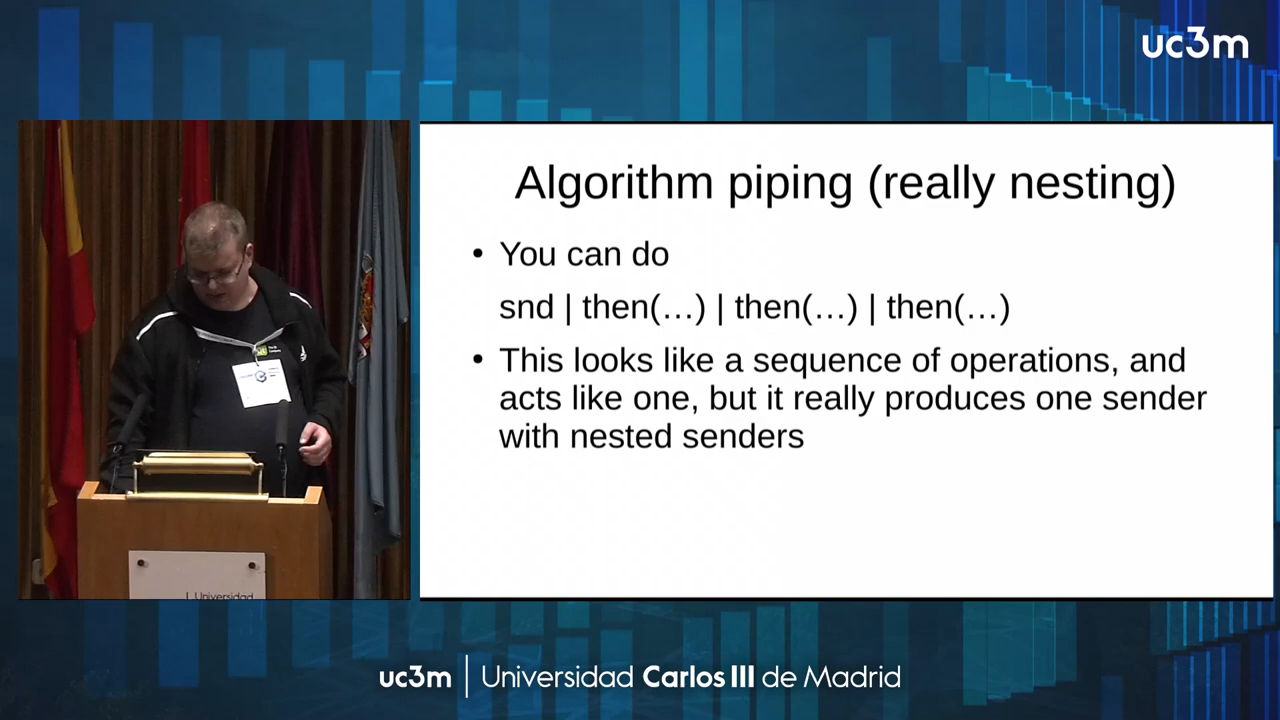 uc3m
Algorithm piping (really nesting)
• You can do
snd | then(…) | then(…) | then(…)
• This looks like a sequence of operations, and
acts like one, but it really produces one sender
with nested senders
Universidad
uc3m | Universidad Carlos III de Madrid